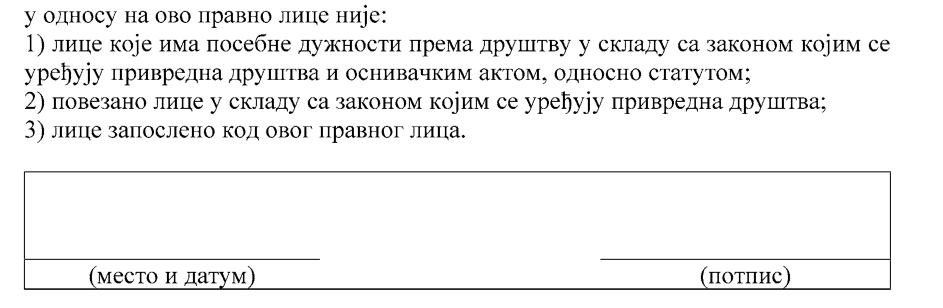 у односу на ово правно лице није:
1) лице које има посебне дужности према друштву у складу са законом којим се
уређују привредна друштва и оснивачким актом, односно статутом;
2) повезано лице у складу са законом којим се уређују привредна друштва;
3) лице запослено код овог правног лица.
(место и датум) (потпис)